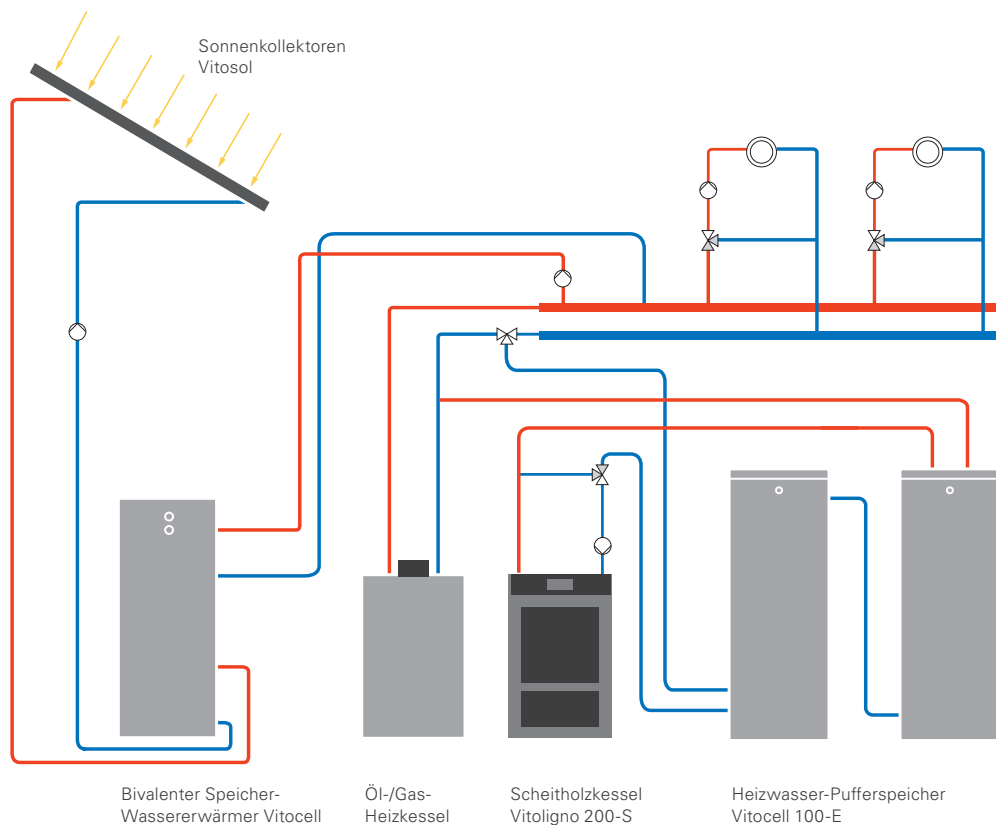 Sonnenkollektoren
Vitosol
Bivalenter Speicher-
Wassererwärmer Vitocell
Öl-/Gas-
Heizkessel
Scheitholzkessel
Vitoligno 200-S
Heizwasser-Pufferspeicher
Vitocell 100-E